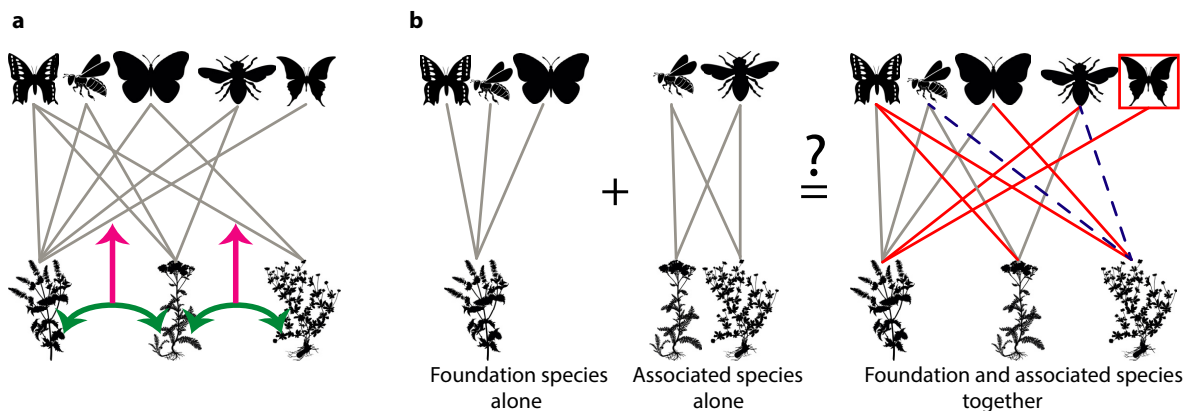 a
b
+
?
=
Foundation species
alone
Associated species
alone
Foundation and associated species
together